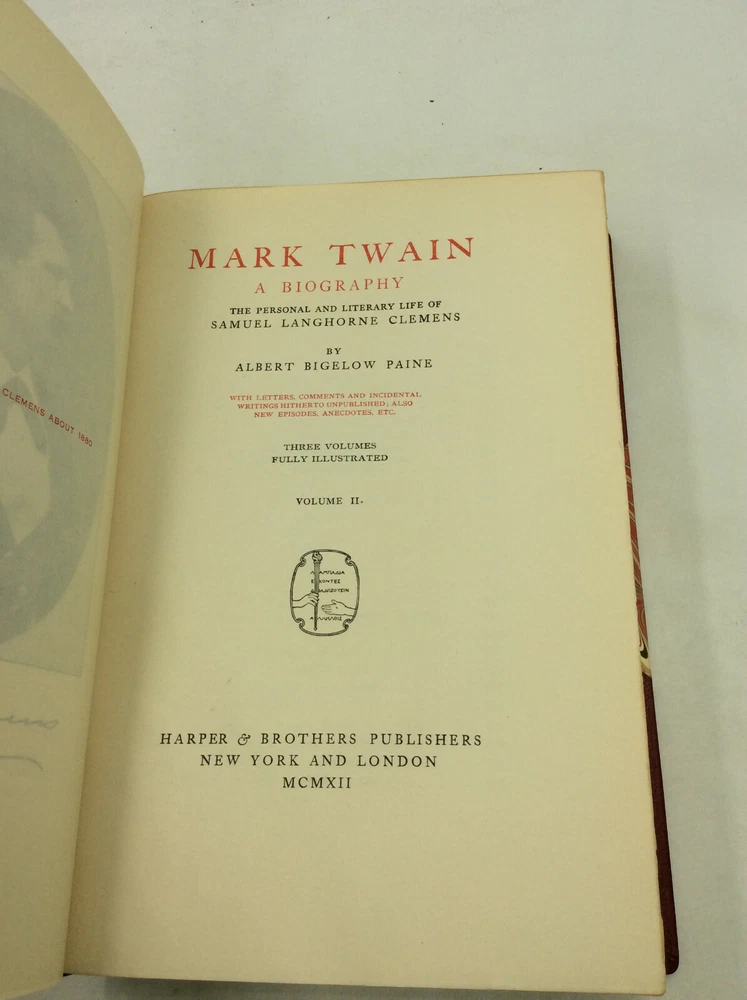 CLEMENS ABOUT 1880
MARK TWAIN
A BIOGRAPHY
THE PERSONAL AND LITERARY LIFE OF
SAMUEL LANGHORNE CLEMENS
BY
ALBERT BIGELOW PAINE
WITH LETTERS, COMMENTS AND INCIDENTAL
WRITINGS HITHERTO UNPUBLISHED; ALSO
NEW EPISODES, ANECDOTES, ETC.
THREE VOLUMES
FULLY ILLUSTRATED
VOLUME II.
HARPER & BROTHERS PUBLISHERS
NEW YORK AND LONDON
MCMXII